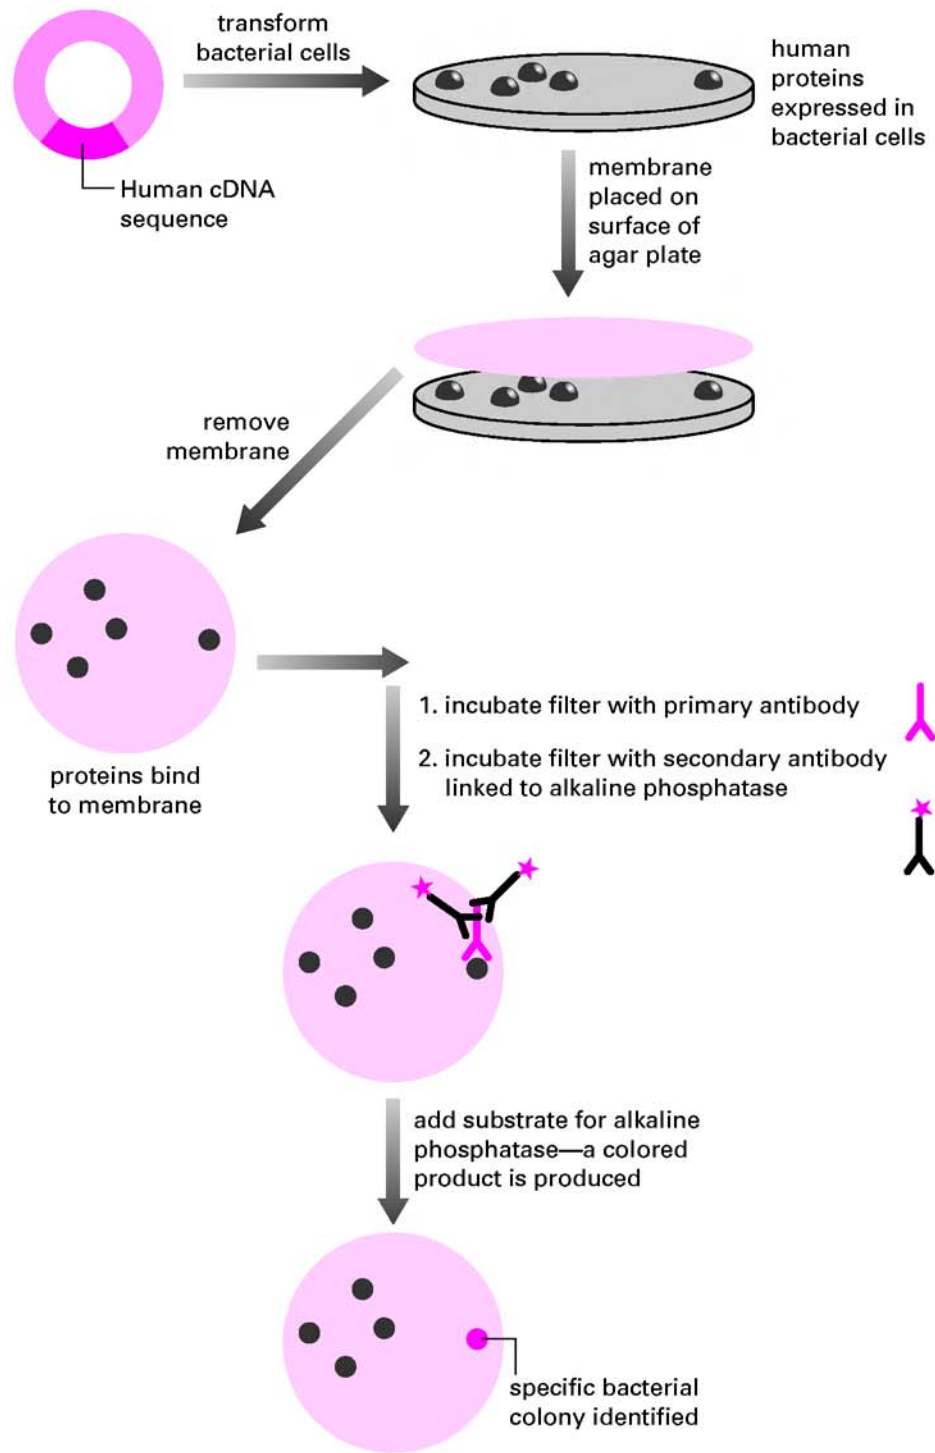 transform
bacterial cells
human
proteins
expressed in
bacterial cells
Human cDNA
sequence
membrane
placed on
surface of
agar plate
remove
membrane
proteins bind
to membrane
1. incubate filter with primary antibody
2. incubate filter with secondary antibody
linked to alkaline phosphatase
add substrate for alkaline
phosphatase—a colored
product is produced
specific bacterial
colony identified